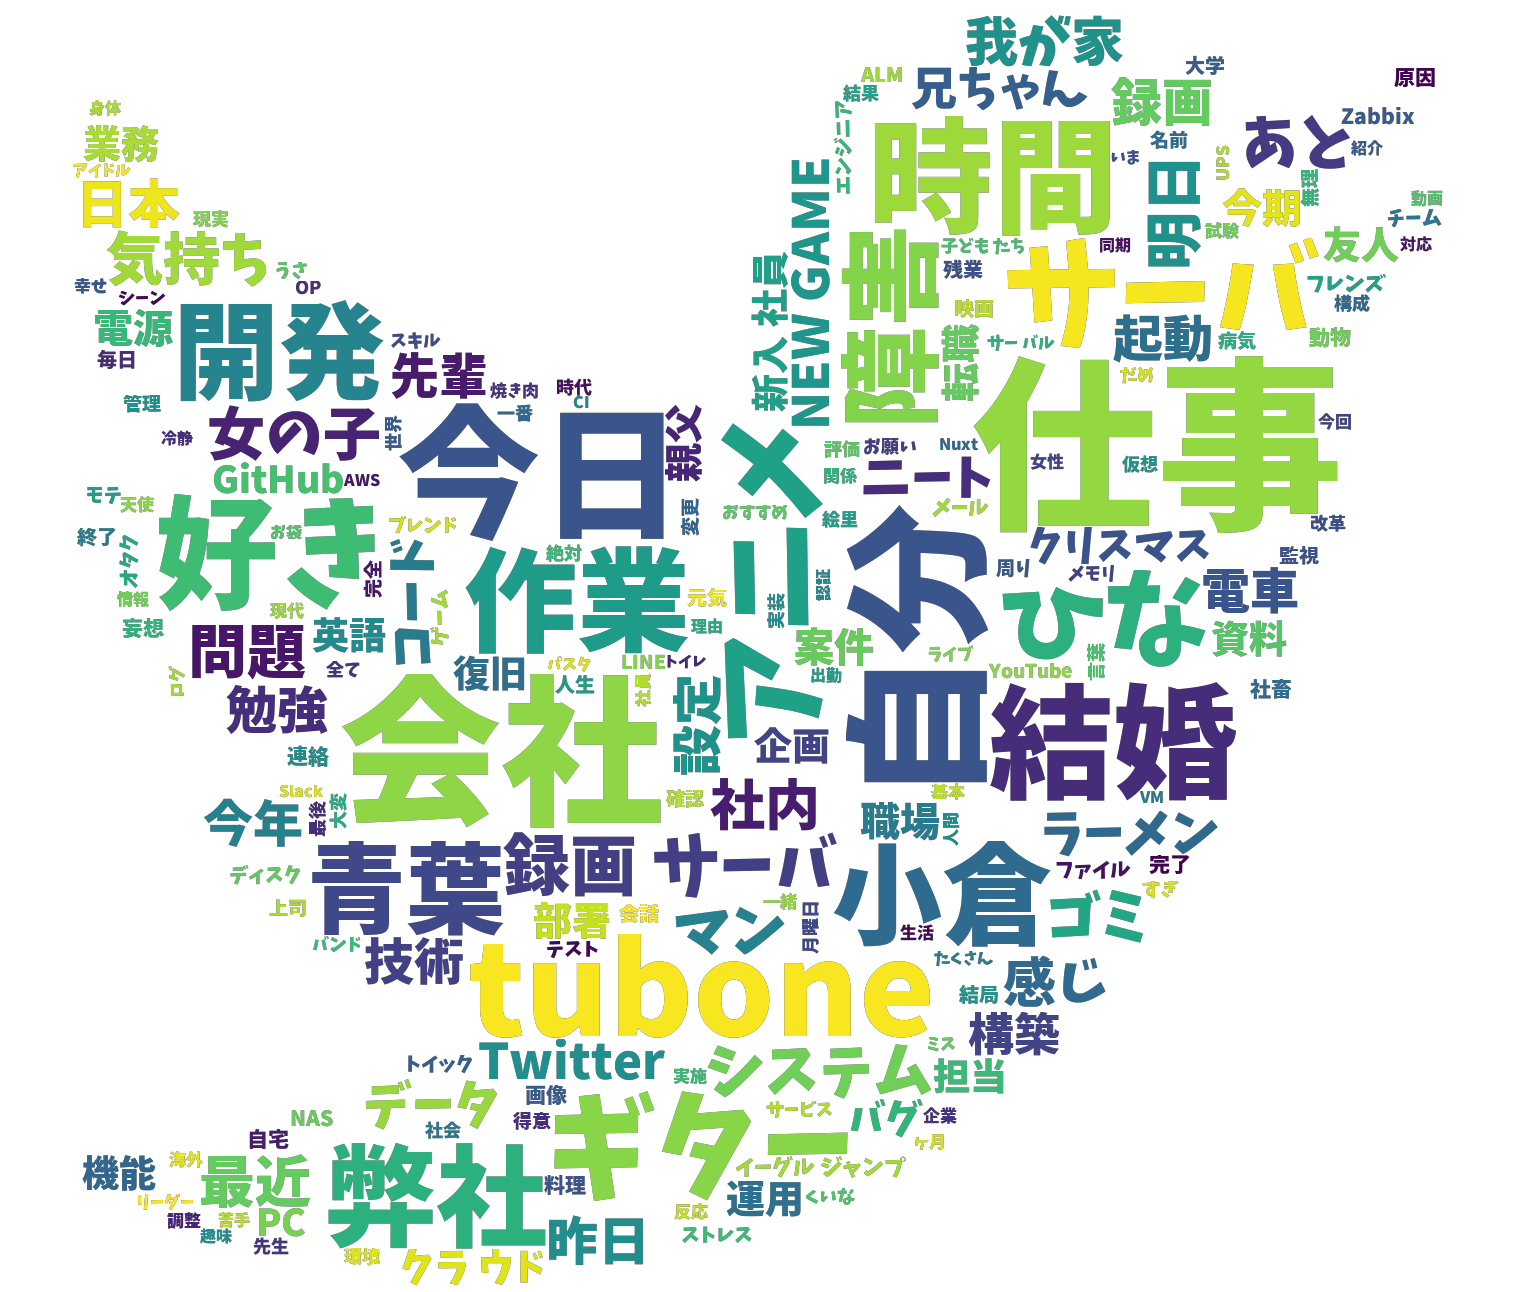 我が家
兄ちゃん
ALM
結果
大学
原因
録画
時間
Zabbix
あと
紹介
名前
いま
UPS
エンジニア
明日
今期
無理
動画
チーム
対応
友人
試験
同期
子どもたち
残業
障害
NEW GAME
新入社員
サーバ
映画
フレンズ
構成
起動
病気
動物
サーバル
転職
だめ
仕事
今回
身体
業務
アイドル
日本
現実
気持ち
うさ
幸せ
シーン
OP
電源
毎日
開発
スキル
先輩
焼き肉
時代
CI
一番
管理
冷静
女の子
世界
今日
親父
GitHub
AWS
モテ
天使
終了
好き
お袋
ブレンド
変更
オタク
情報
完全
妄想
現代
コード
ゲーム
作業
絶対
元気
理由
アニメ
おすすめ
評価
お願い
Nuxt
関係
ニート
女性
仮想
メール
絵里
改革
認証
実装
自分
周り
クリスマス
メモリ
監視
ひな
電車
資料
案件
出勤
ライブ
YouTube
言葉
社畜
問題
英語
全て
ログ
勉強
復旧
パスタ
人生
LINE
トイレ
社員
会社
設定
企画
結婚
連絡
Slack
今年
最後
大変
確認
社内
基本
VM
職場
人間
ラーメン
ディスク
青葉
録画
サーバ
小倉
ファイル
完了
すぎ
上司
部署
会話
一緒
マン
月曜日
生活
ゴミ
バンド
技術
テスト
tubone
たくさん
結局
感じ
構築
Twitter
トイック
システム
ミス
実施
担当
データ
画像
得意
社会
ギター
サービス
バグ
企業
ヶ月
NAS
自宅
機能
海外
最近
弊社
料理
イーグルジャンプ
運用
くいな
リーダー
調整
苦手
趣味
PC
先生
環境
クラウド
昨日
反応
ストレス